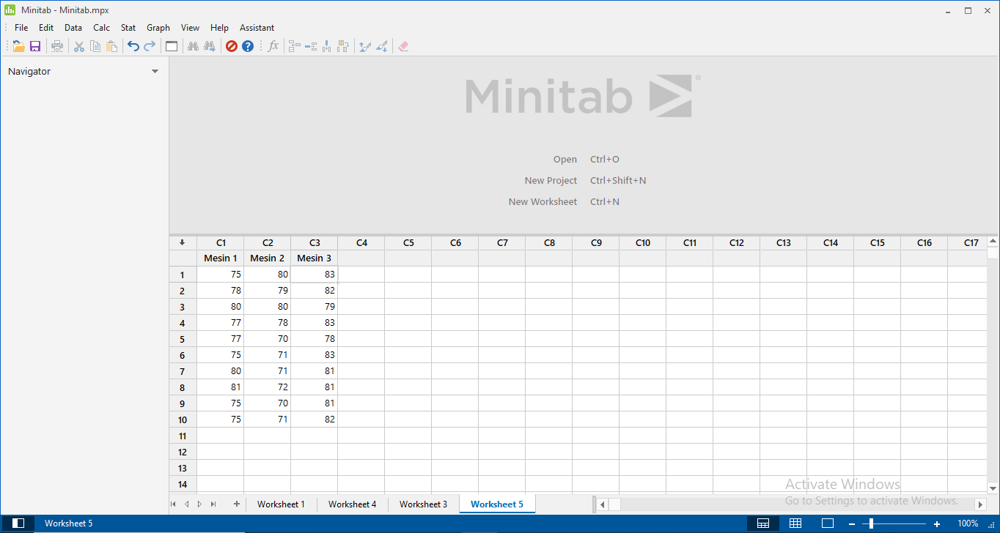 Minitab - Minitab.mpx
File Edit Data Calc Stat Graph View Help Assistant
fx
Navigator
Minitab ®
Open Ctrl+O
New Project Ctrl+Shift+N
New Worksheet Ctrl+N
C1 C2 C3 C4 C5 C6 C7 C8 C9 C10 C11 C12 C13 C14 C15 C16 C17
Mesin 1 Mesin 2 Mesin 3
1 75 80 83
2 78 79 82
3 80 80 79
4 77 78 83
5 77 70 78
6 75 71 83
7 80 71 81
8 81 72 81
9 75 70 81
10 75 71 82
11
12
13
14
Activate Windows
Go to Settings to activate Windows.
Worksheet 1 Worksheet 4 Worksheet 3 Worksheet 5
Worksheet 5 100%